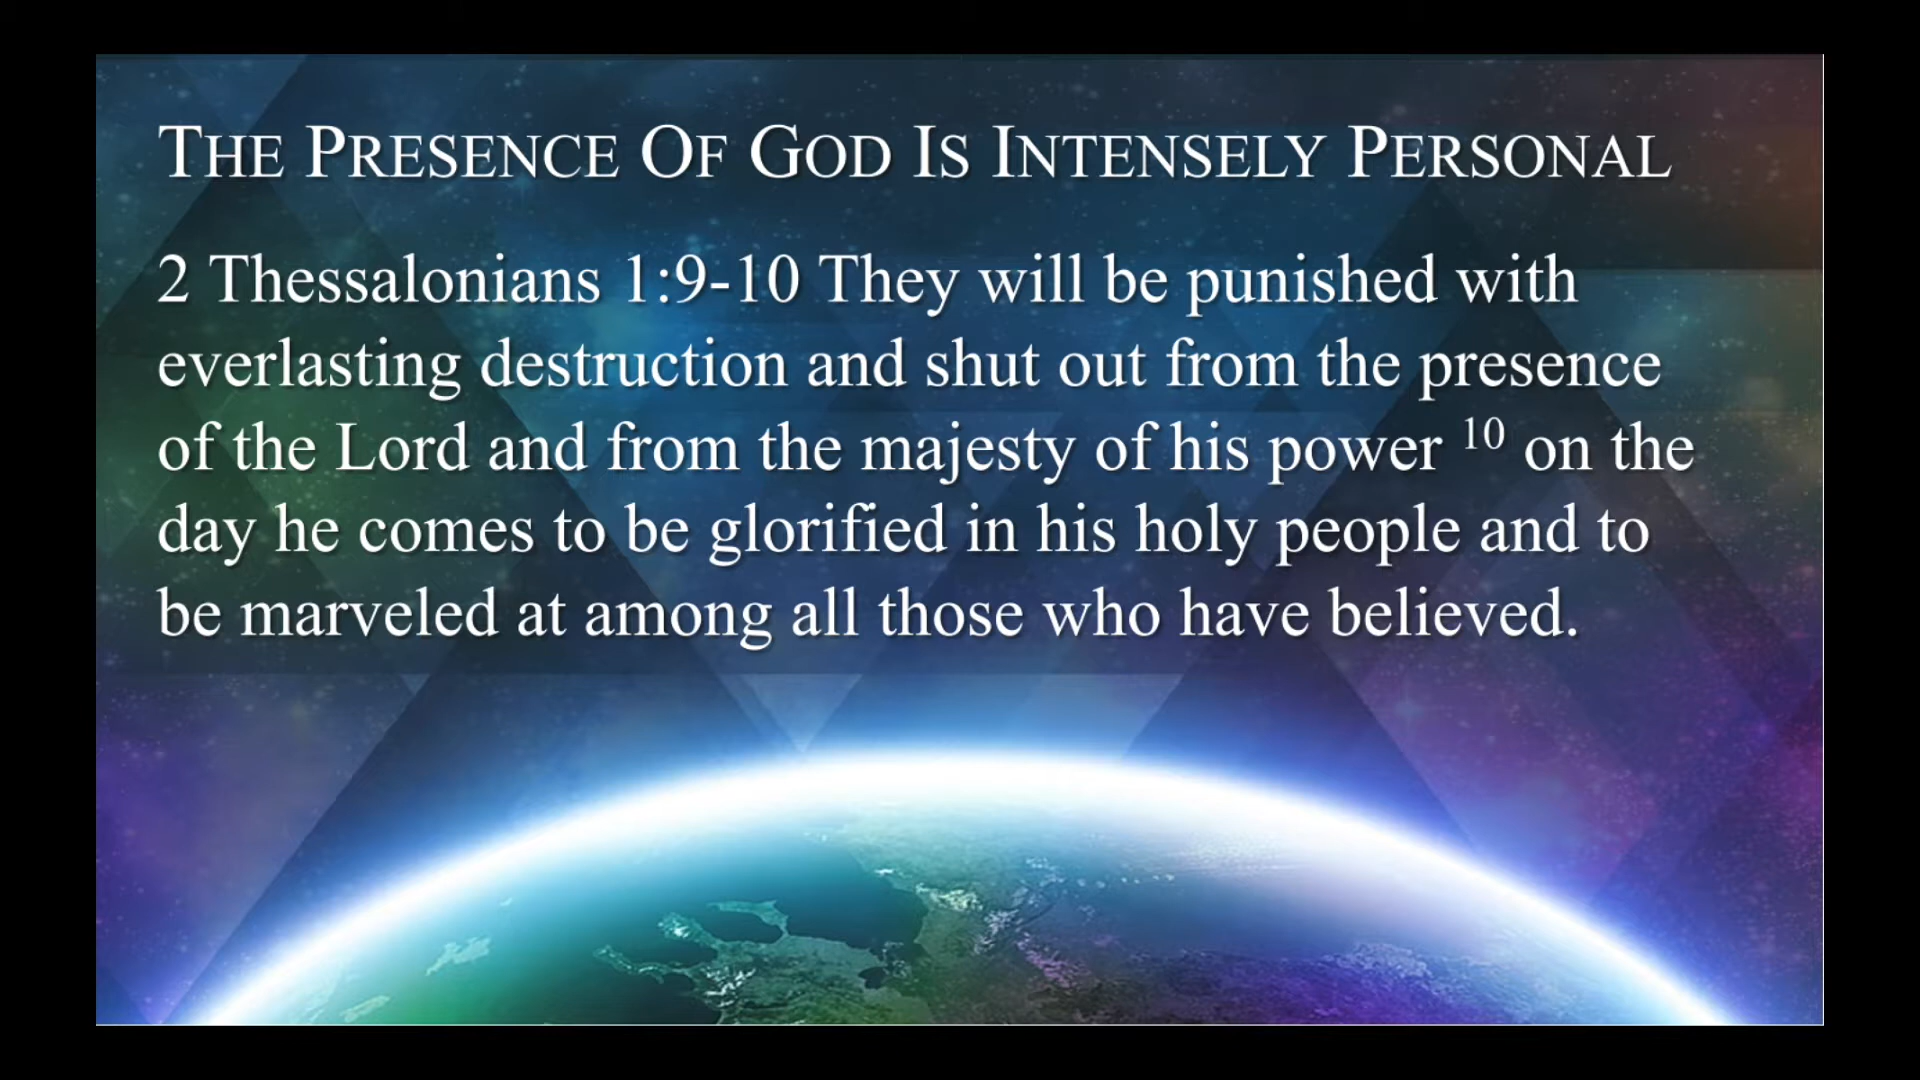 The Presence Of God Is Intensely Personal
2 Thessalonians 1:9-10 They will be punished with
everlasting destruction and shut out from the presence
of the Lord and from the majesty of his power 10 on the
day he comes to be glorified in his holy people and to
be marveled at among all those who have believed.